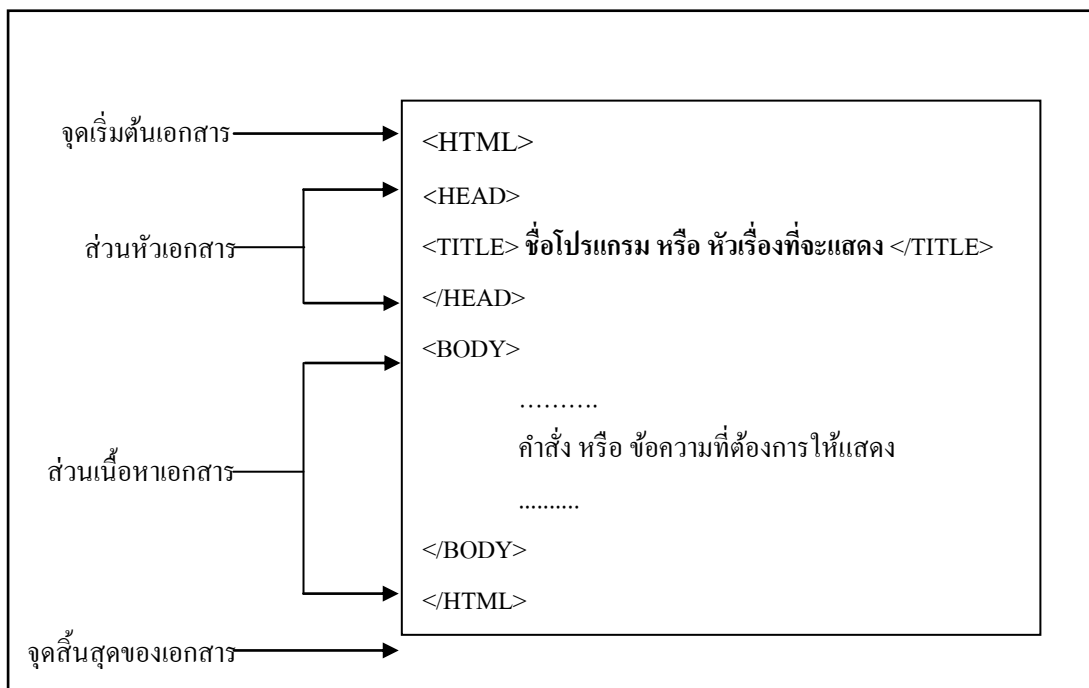 จุดเริ่มต้นเอกสาร
<HTML>
<HEAD>
ส่วนหัวเอกสาร
<TITLE> ชื่อโปรแกรม หรือ หัวเรื่องที่จะแสดง </TITLE>
</HEAD>
<BODY>
……….
คำสั่ง หรือ ข้อความที่ต้องการให้แสดง
ส่วนเนื้อหาเอกสาร
..........
</BODY>
</HTML>
จุดสิ้นสุดของเอกสาร